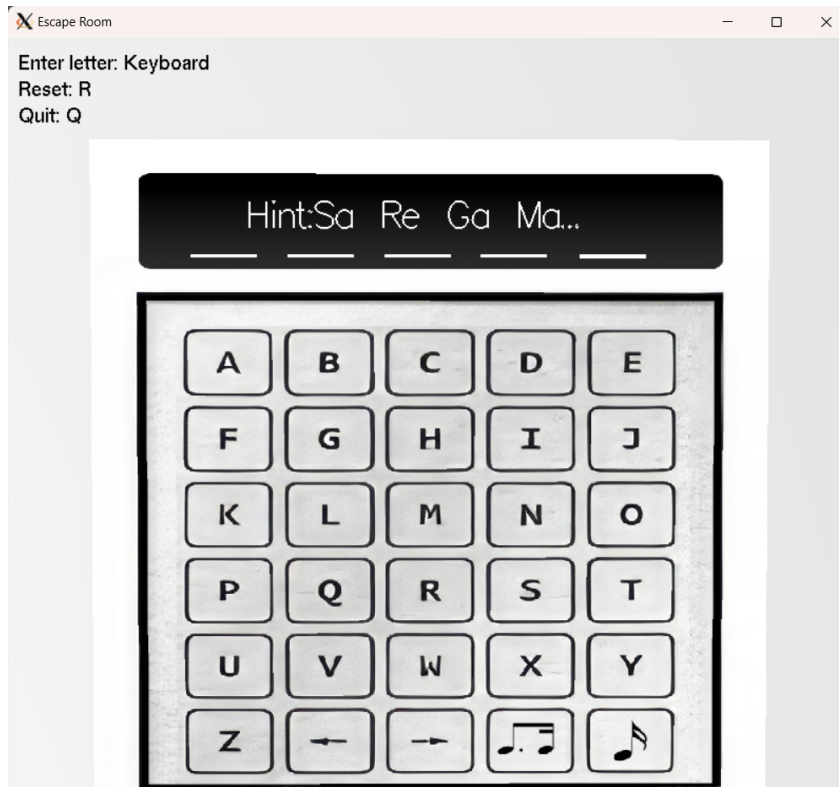 Escape Room
Enter letter: Keyboard
Reset: R
Quit: Q
Hint:Sa Re Ga Ma...
A B C D E
F G H I J
K L M N O
P Q R S T
U V W X Y
Z